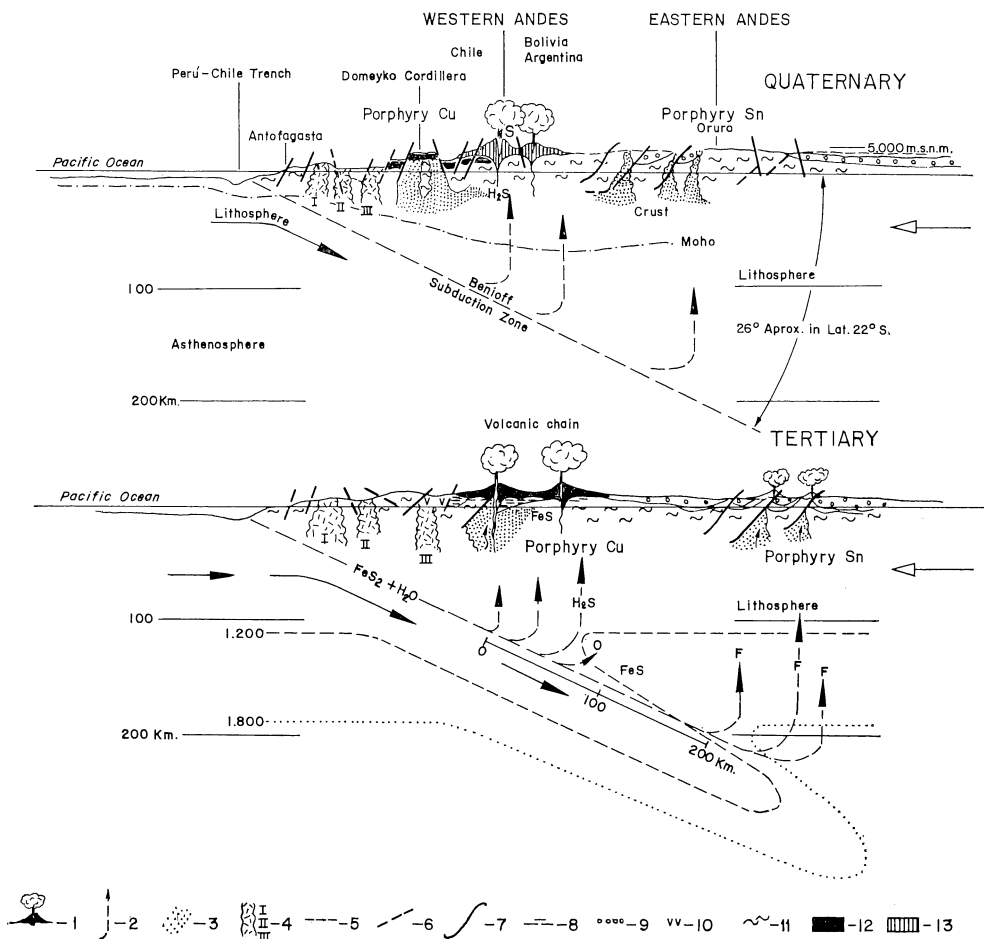 WESTERN ANDES EASTERN ANDES
Chile Bolivia
Argentina
Perú-Chile Trench Domeyko Cordillera
QUATERNARY
Porphyry Cu Porphyry Sn
Oruro
Antofagasta S
Pacific Ocean 5,000 m.s.n.m.
I II III H₂S Crust
Lithosphere Moho
Lithosphere
100 Benioff
Subduction Zone
26° Aprox. in Lat. 22° S.
Asthenosphere
200 Km.
Volcanic chain TERTIARY
Pacific Ocean
v v
FeS
I II III Porphyry Cu Porphyry Sn
FeS₂ + H₂O H₂S Lithosphere
100
1.200 O O F F F
FeS
100
1.800
200 Km. 200 Km.
-1 -2 -3 I II III -4 -5 -6 -7 -8 -9 vv -10 -11 -12 -13